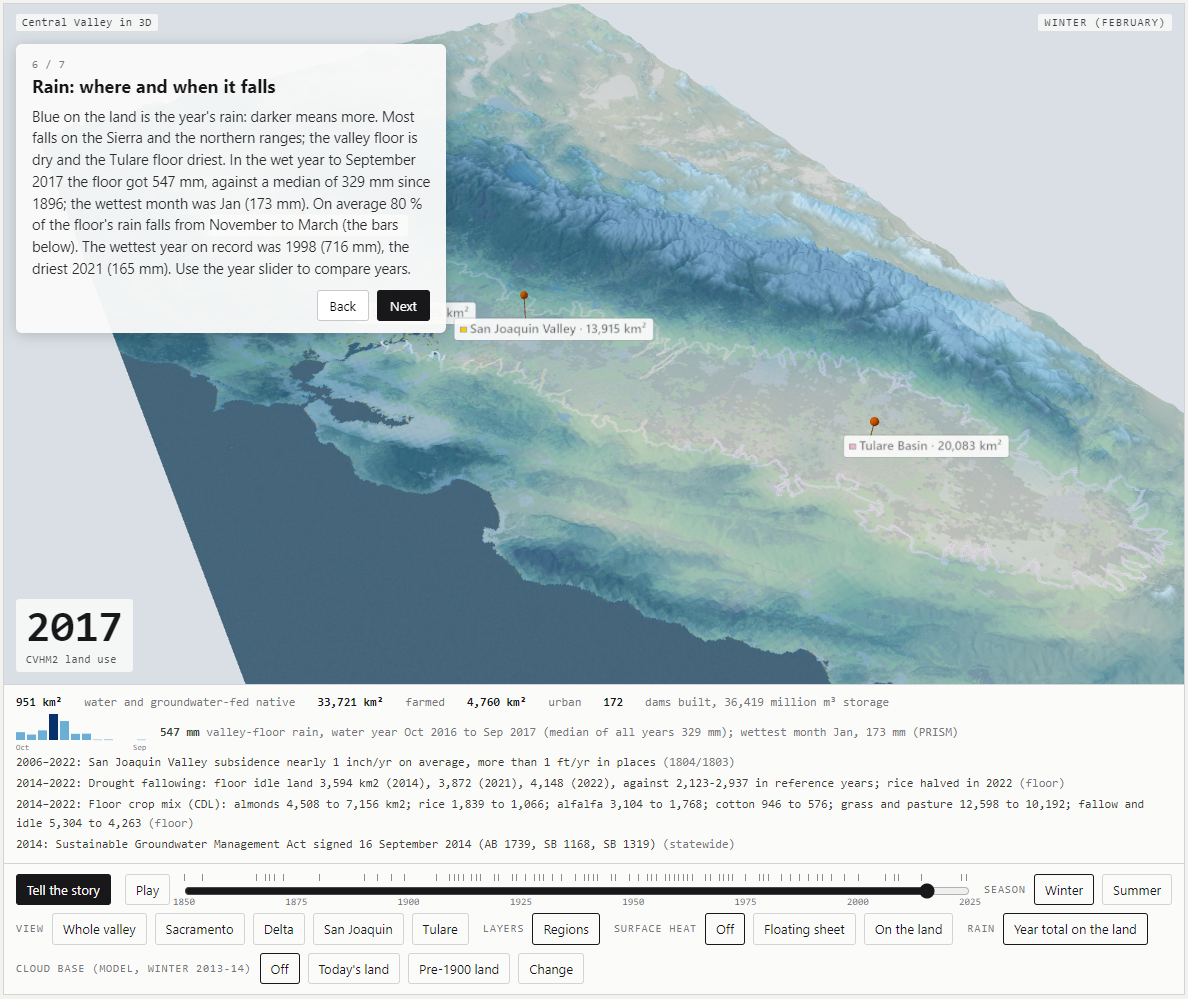 Central Valley in 3D
WINTER (FEBRUARY)
6 / 7
Rain: where and when it falls
Blue on the land is the year's rain: darker means more. Most
falls on the Sierra and the northern ranges; the valley floor is
dry and the Tulare floor driest. In the wet year to September
2017 the floor got 547 mm, against a median of 329 mm since
1896; the wettest month was Jan (173 mm). On average 80 %
of the floor's rain falls from November to March (the bars
below). The wettest year on record was 1998 (716 mm), the
driest 2021 (165 mm). Use the year slider to compare years.
Back
Next
km²
San Joaquin Valley · 13,915 km²
Tulare Basin · 20,083 km²
2017
CVHM2 land use
951 km² water and groundwater-fed native 33,721 km² farmed 4,760 km² urban 172 dams built, 36,419 million m³ storage
Oct Sep
547 mm valley-floor rain, water year Oct 2016 to Sep 2017 (median of all years 329 mm); wettest month Jan, 173 mm (PRISM)
2006–2022: San Joaquin Valley subsidence nearly 1 inch/yr on average, more than 1 ft/yr in places (1804/1803)
2014–2022: Drought fallowing: floor idle land 3,594 km2 (2014), 3,872 (2021), 4,148 (2022), against 2,123-2,937 in reference years; rice halved in 2022 (floor)
2014–2022: Floor crop mix (CDL): almonds 4,508 to 7,156 km2; rice 1,839 to 1,066; alfalfa 3,104 to 1,768; cotton 946 to 576; grass and pasture 12,598 to 10,192; fallow and
idle 5,304 to 4,263 (floor)
2014: Sustainable Groundwater Management Act signed 16 September 2014 (AB 1739, SB 1168, SB 1319) (statewide)
Tell the story
Play
1850 1875 1900 1925 1950 1975 2000 2025
SEASON
Winter
Summer
VIEW
Whole valley
Sacramento
Delta
San Joaquin
Tulare
LAYERS
Regions
SURFACE HEAT
Off
Floating sheet
On the land
RAIN
Year total on the land
CLOUD BASE (MODEL, WINTER 2013-14)
Off
Today's land
Pre-1900 land
Change